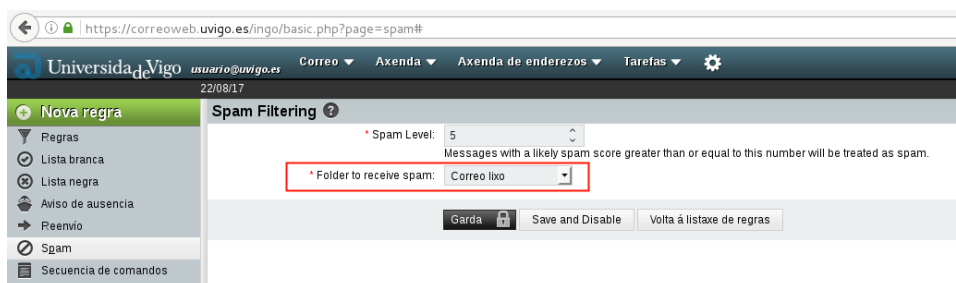 https://correoweb.uvigo.es/ingo/basic.php?page=spam#
UniversidadeVigo usuario@uvigo.es Correo Axenda Axenda de enderezos Tarefas
22/08/17
Nova regra
Spam Filtering ?
Regras
* Spam Level: 5
Messages with a likely spam score greater than or equal to this number will be treated as spam.
Lista branca
Lista negra
* Folder to receive spam: Correo lixo
Aviso de ausencia
Reenvío
Garda Save and Disable Volta á listaxe de regras
Spam
Secuencia de comandos